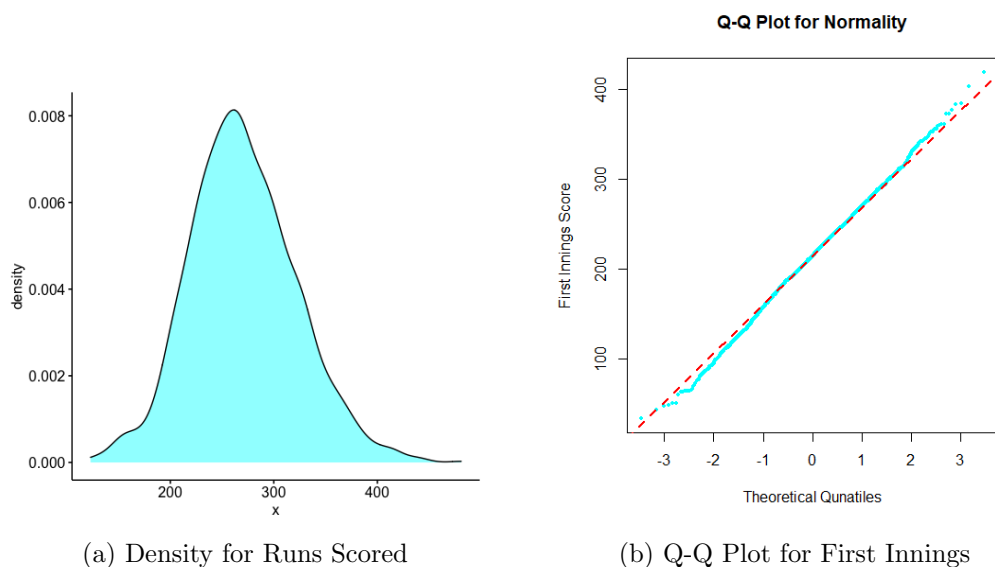 Q-Q Plot for Normality
0.008
0.006
0.004
0.002
0.000
density
200
300
400
x
400
300
200
100
First Innings Score
-3
-2
-1
0
1
2
3
Theoretical Qunatiles
(a) Density for Runs Scored
(b) Q-Q Plot for First Innings